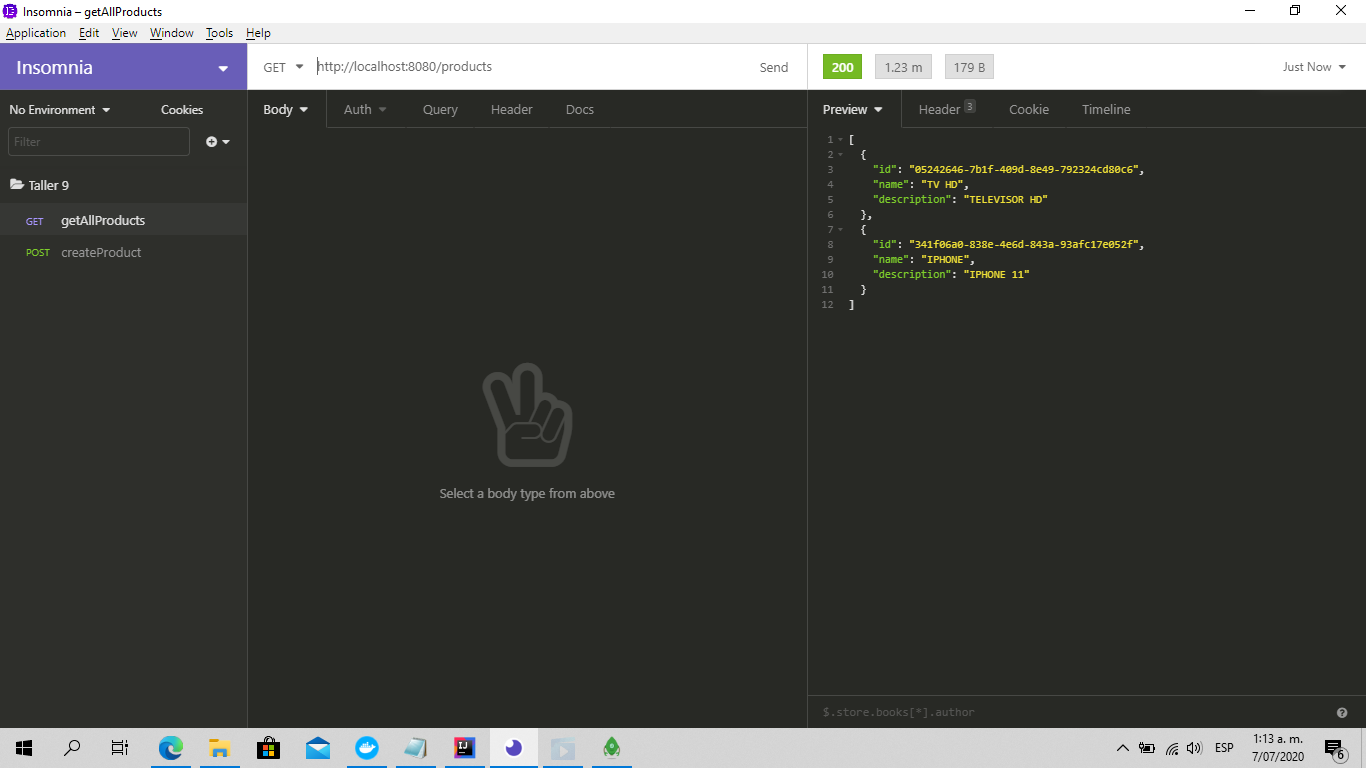 Insomnia – getAllProducts
Application Edit View Window Tools Help
Insomnia
GET http://localhost:8080/products Send
200 1.23 m 179 B Just Now
No Environment Cookies
Body Auth Query Header Docs
Preview Header 3 Cookie Timeline
Filter
Taller 9
GET getAllProducts
POST createProduct
Select a body type from above
1 [
2 {
3 "id": "05242646-7b1f-409d-8e49-792324cd80c6",
4 "name": "TV HD",
5 "description": "TELEVISOR HD"
6 },
7 {
8 "id": "341f06a0-838e-4e6d-843a-93afc17e052f",
9 "name": "IPHONE",
10 "description": "IPHONE 11"
11 }
12 ]
$.store.books[*].author
IJ
ESP
1:13 a. m.
7/07/2020
6